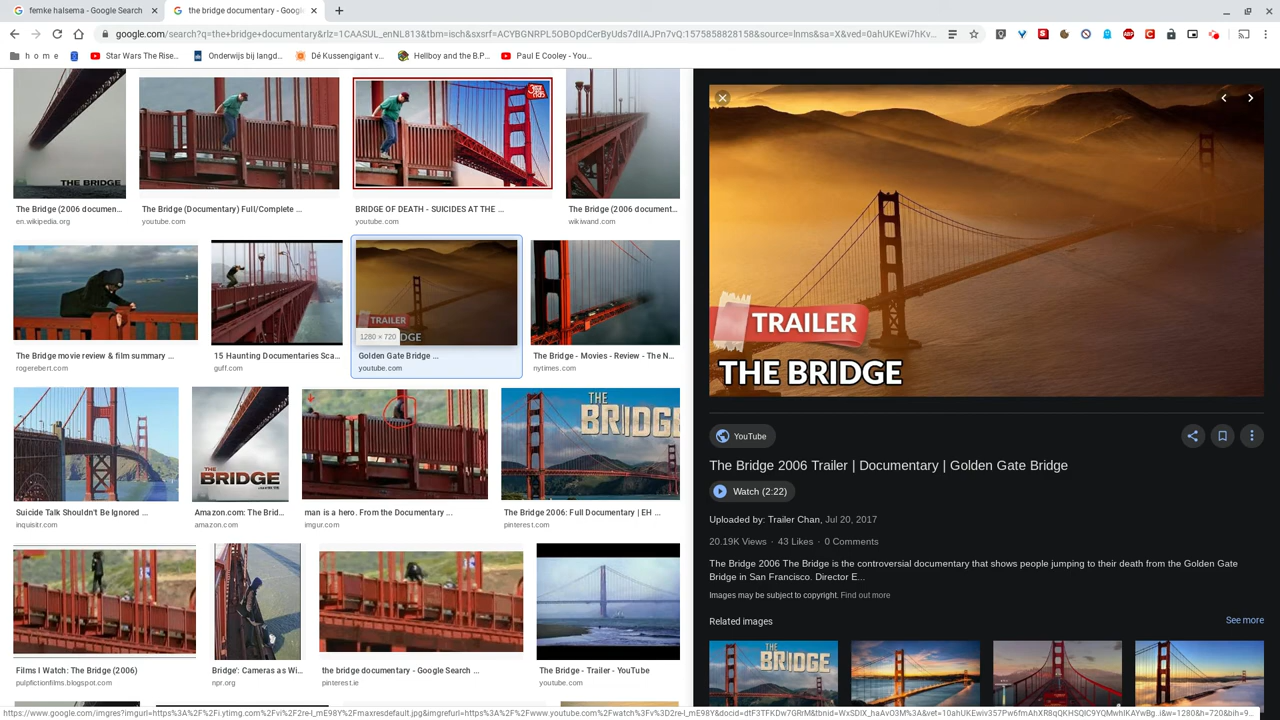 femke halsema - Google Search
the bridge documentary - Googl
google.com/search?q=the+bridge+documentary&rlz=1CAASUL_enNL813&tbm=isch&sxsrf=ACYBGNRPL5OBOpdCerByUds7dIIAJPn7vQ:1575858828158&source=lnms&sa=X&ved=0ahUKEwi7hKv...
h o m e
Star Wars The Rise...
Onderwijs bij langd...
Dé Kussengigant v...
Hellboy and the B.P...
Paul E Cooley - You...
THE BRIDGE
The Bridge (2006 documen...
en.wikipedia.org
The Bridge (Documentary) Full/Complete ...
youtube.com
BRIDGE OF DEATH - SUICIDES AT THE ...
youtube.com
The Bridge (2006 document...
wikiwand.com
The Bridge movie review & film summary ...
rogerebert.com
15 Haunting Documentaries Sca...
guff.com
TRAILER
1280 × 720
Golden Gate Bridge ...
youtube.com
The Bridge - Movies - Review - The N...
nytimes.com
Suicide Talk Shouldn't Be Ignored ...
inquisitr.com
THE BRIDGE
Amazon.com: The Brid...
amazon.com
man is a hero. From the Documentary ...
imgur.com
THE BRIDG
The Bridge 2006: Full Documentary | EH ...
pinterest.com
Films I Watch: The Bridge (2006)
pulpfictionfilms.blogspot.com
Bridge': Cameras as Wi...
npr.org
the bridge documentary - Google Search ...
pinterest.ie
The Bridge - Trailer - YouTube
youtube.com
TRAILER
THE BRIDGE
YouTube
The Bridge 2006 Trailer | Documentary | Golden Gate Bridge
Watch (2:22)
Uploaded by: Trailer Chan, Jul 20, 2017
20.19K Views · 43 Likes · 0 Comments
The Bridge 2006 The Bridge is the controversial documentary that shows people jumping to their death from the Golden Gate
Bridge in San Francisco. Director E...
Images may be subject to copyright. Find out more
Related images
See more
THE BRIDGE